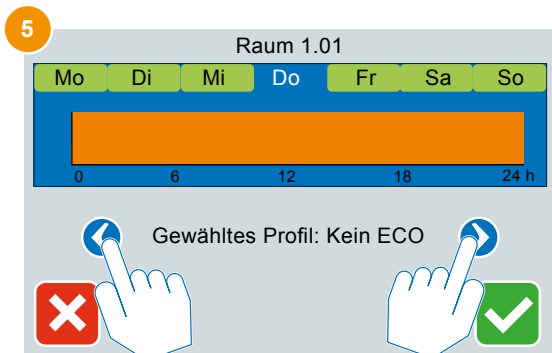 5
Raum 1.01
Mo Di Mi Do Fr Sa So
0 6 12 18 24 h
Gewähltes Profil: Kein ECO